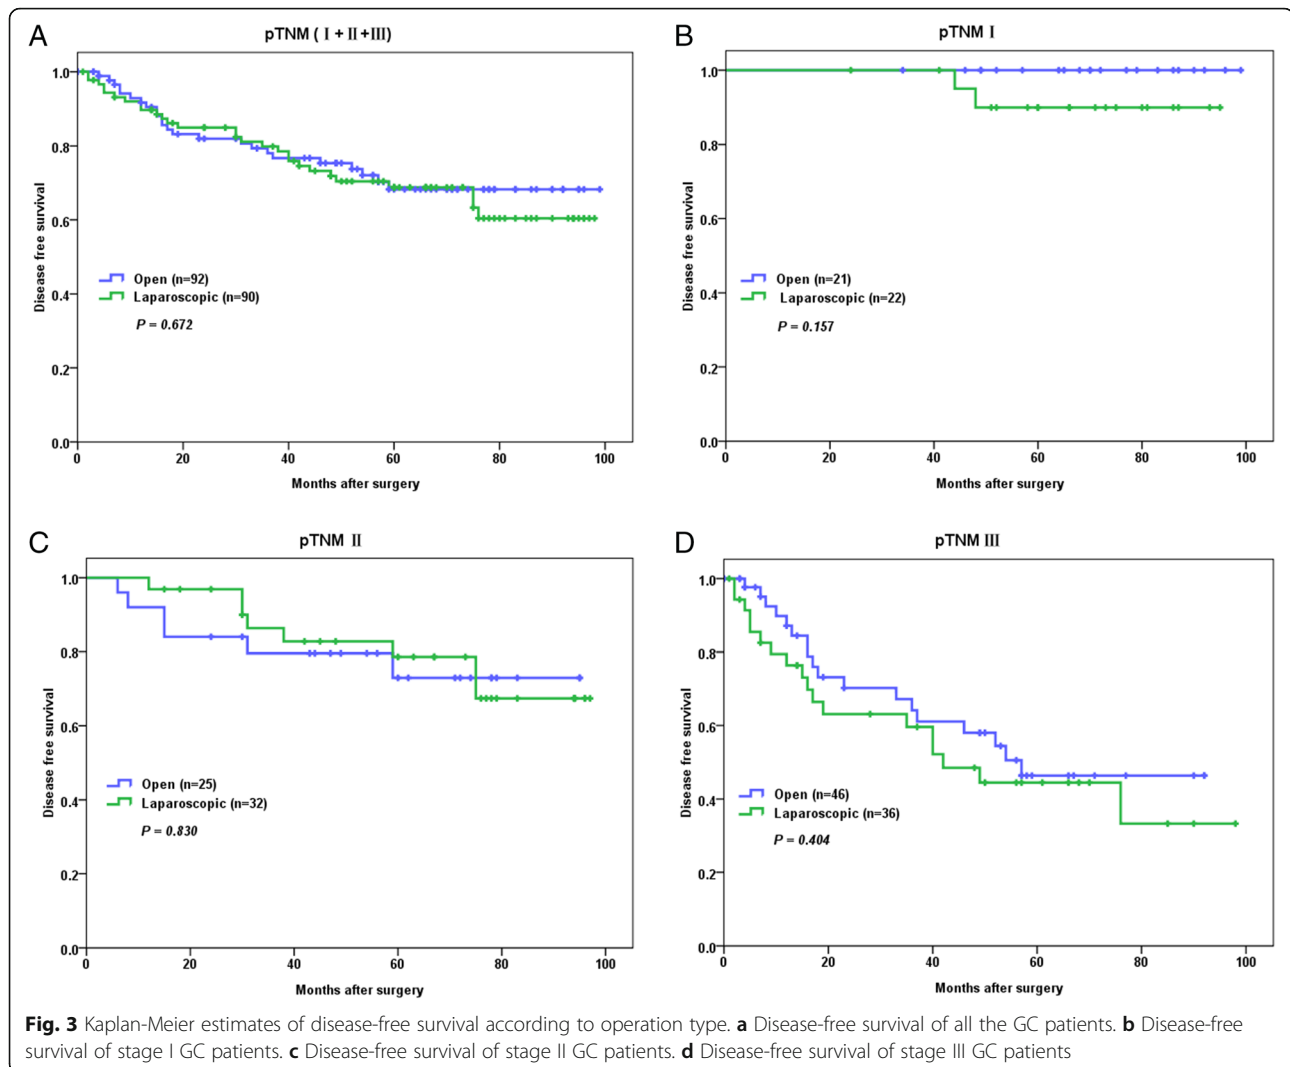 A
pTNM ( I + II +III)
Disease free survival
1.0
0.8
0.6
0.4
0.2
0.0
Open (n=92)
Laparoscopic (n=90)
P = 0.672
0 20 40 60 80 100
Months after surgery
B
pTNM I
Disease free survival
1.0
0.8
0.6
0.4
0.2
0.0
Open (n=21)
Laparoscopic (n=22)
P = 0.157
0 20 40 60 80 100
Months after surgery
C
pTNM II
Disease free survival
1.0
0.8
0.6
0.4
0.2
0.0
Open (n=25)
Laparoscopic (n=32)
P = 0.830
0 20 40 60 80 100
Months after surgery
D
pTNM III
Disease free survival
1.0
0.8
0.6
0.4
0.2
0.0
Open (n=46)
Laparoscopic (n=36)
P = 0.404
0 20 40 60 80 100
Months after surgery
Fig. 3 Kaplan-Meier estimates of disease-free survival according to operation type. a Disease-free survival of all the GC patients. b Disease-free
survival of stage I GC patients. c Disease-free survival of stage II GC patients. d Disease-free survival of stage III GC patients